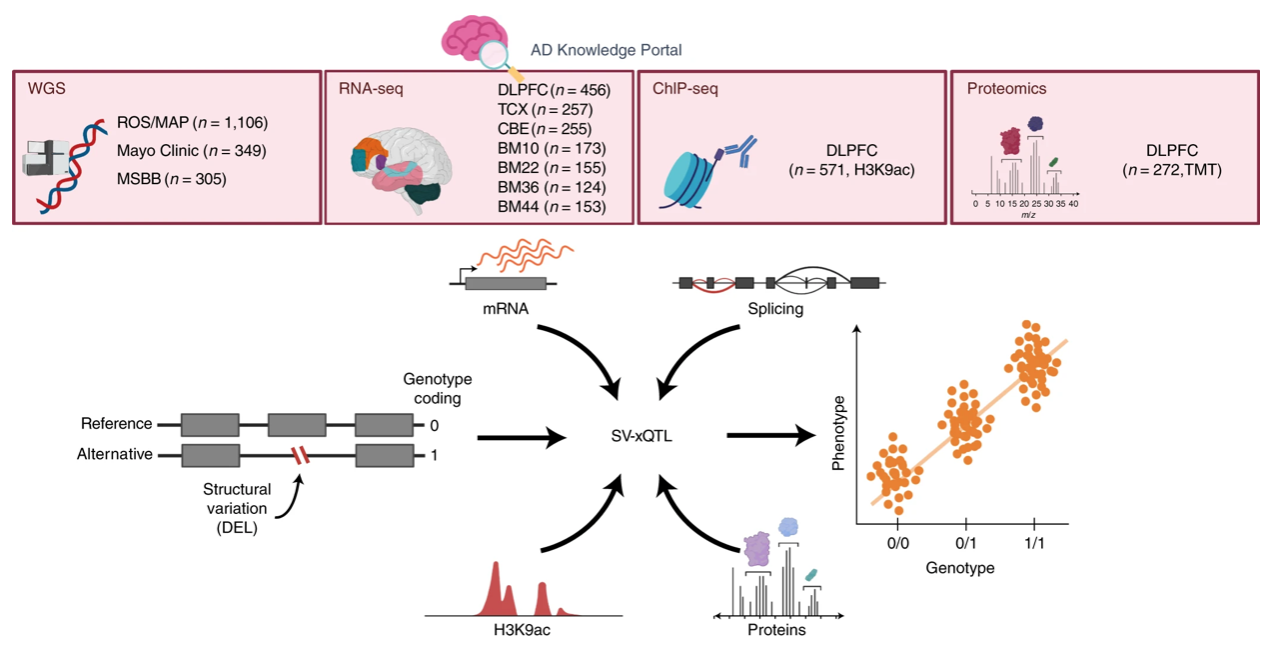 AD Knowledge Portal
WGS
ROS/MAP (n = 1,106)
Mayo Clinic (n = 349)
MSBB (n = 305)
RNA-seq
DLPFC (n = 456)
TCX (n = 257)
CBE (n = 255)
BM10 (n = 173)
BM22 (n = 155)
BM36 (n = 124)
BM44 (n = 153)
ChIP-seq
DLPFC
(n = 571, H3K9ac)
Proteomics
0 5 10 15 20 25 30 35 40
m/z
DLPFC
(n = 272,TMT)
mRNA
Splicing
Genotype
coding
Reference 0
Alternative 1
Structural
variation
(DEL)
SV-xQTL
H3K9ac
Proteins
Phenotype
0/0 0/1 1/1
Genotype